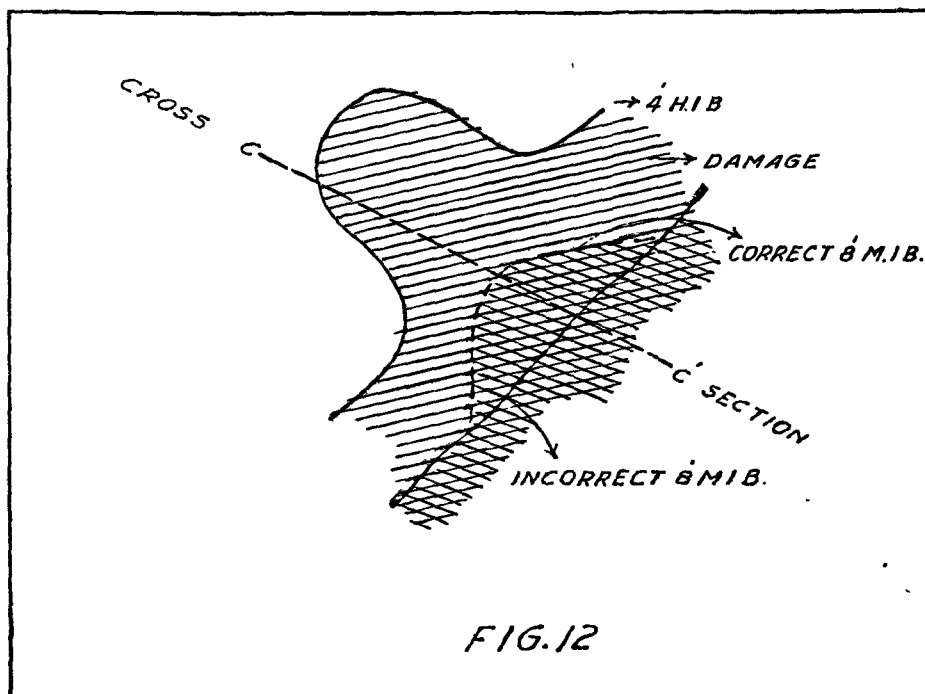 CROSS
C
→ 4' H.I B
→ DAMAGE
CORRECT 8' M.I B.
C' SECTION
INCORRECT 8' M I B.
FIG.12